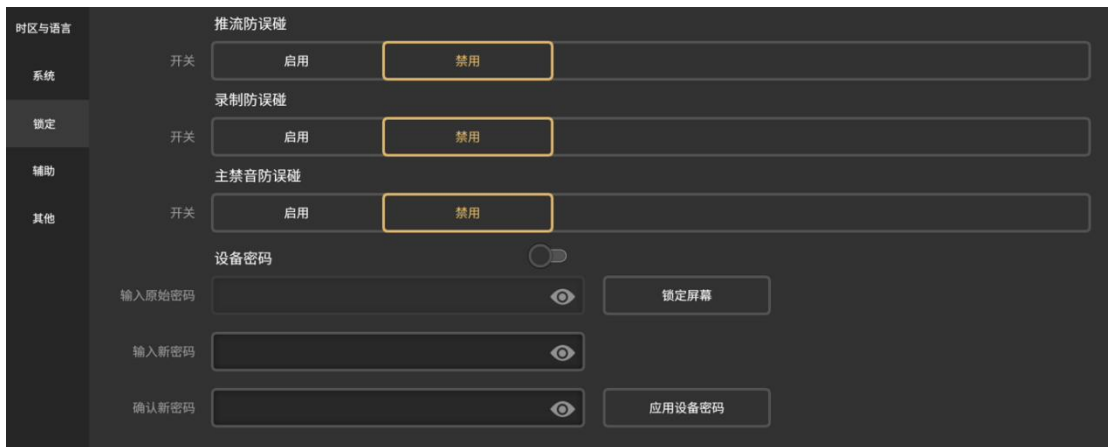 时区与语言
系统
锁定
辅助
其他
推流防误碰
开关 启用 禁用
录制防误碰
开关 启用 禁用
主禁音防误碰
开关 启用 禁用
设备密码
输入原始密码 锁定屏幕
输入新密码
确认新密码 应用设备密码